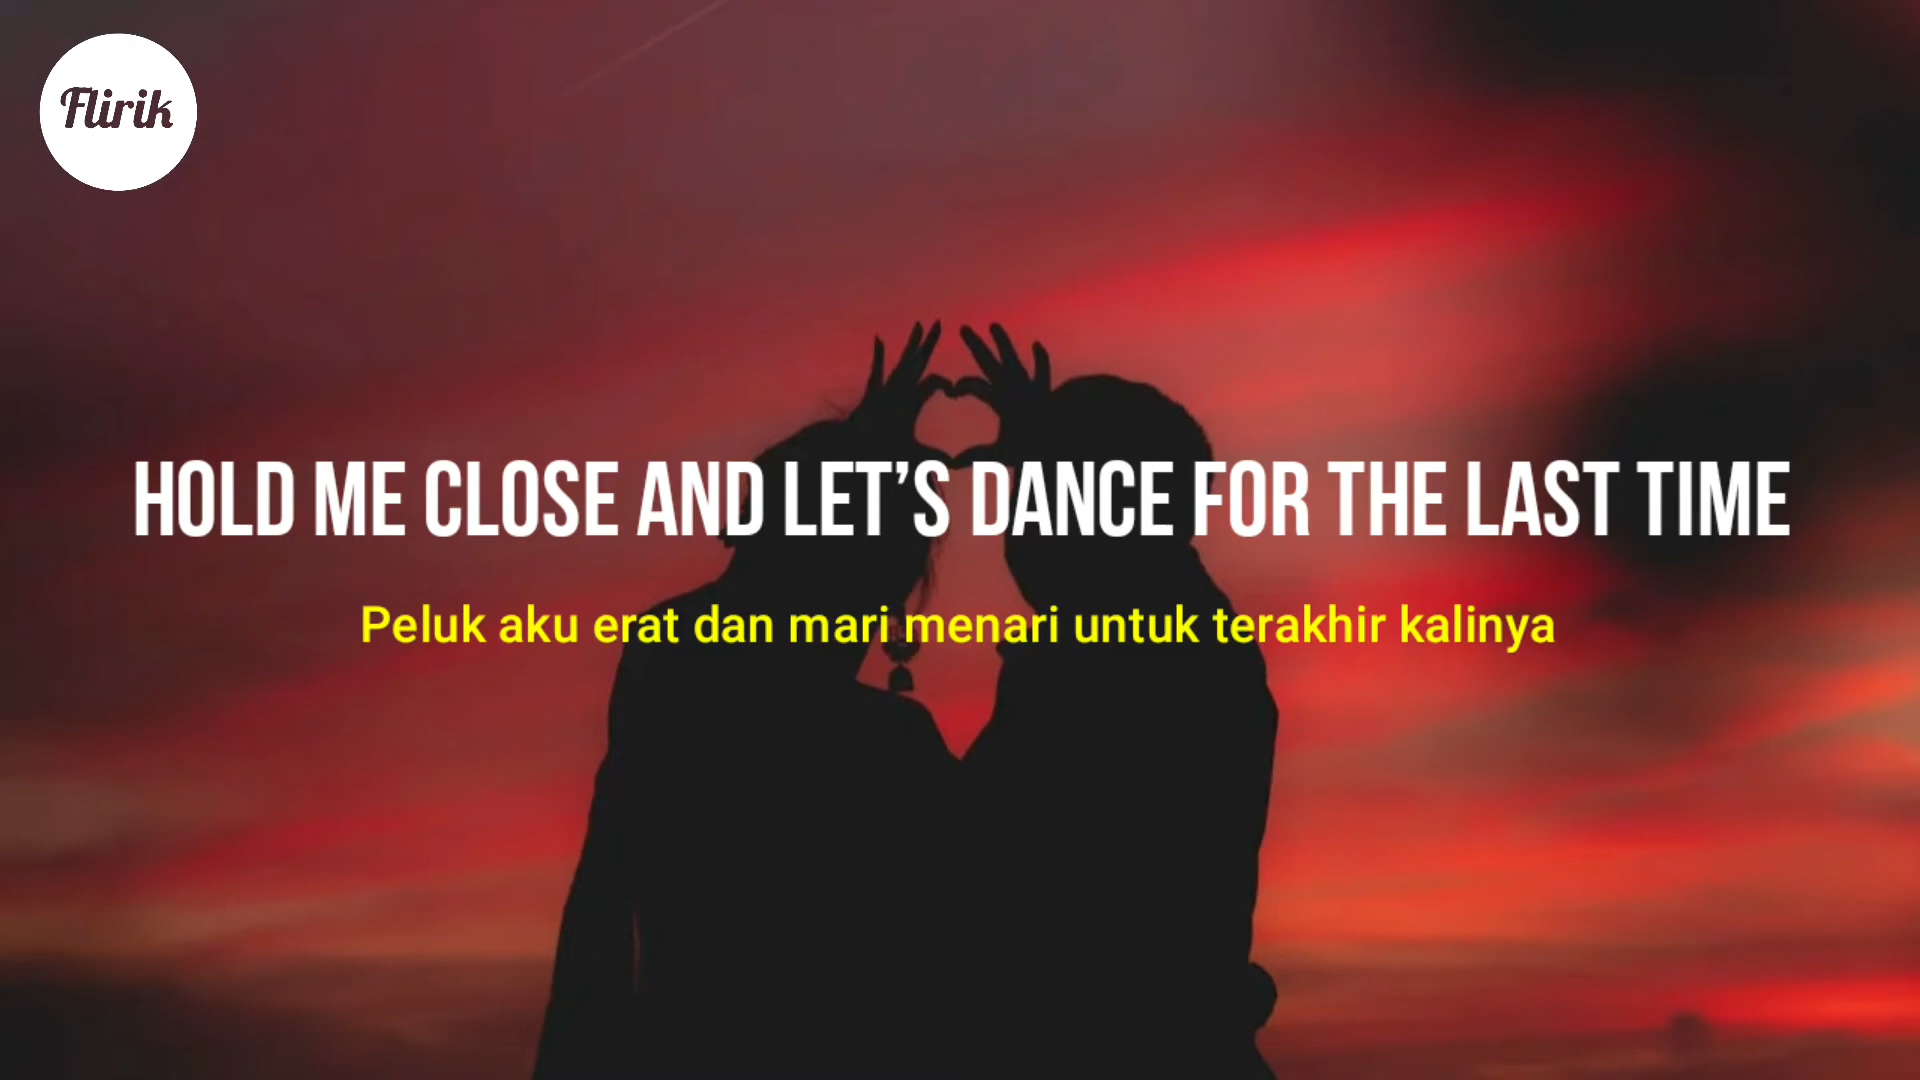 Flirik
HOLD ME CLOSE AND LET’S DANCE FOR THE LAST TIME
Peluk aku erat dan mari menari untuk terakhir kalinya